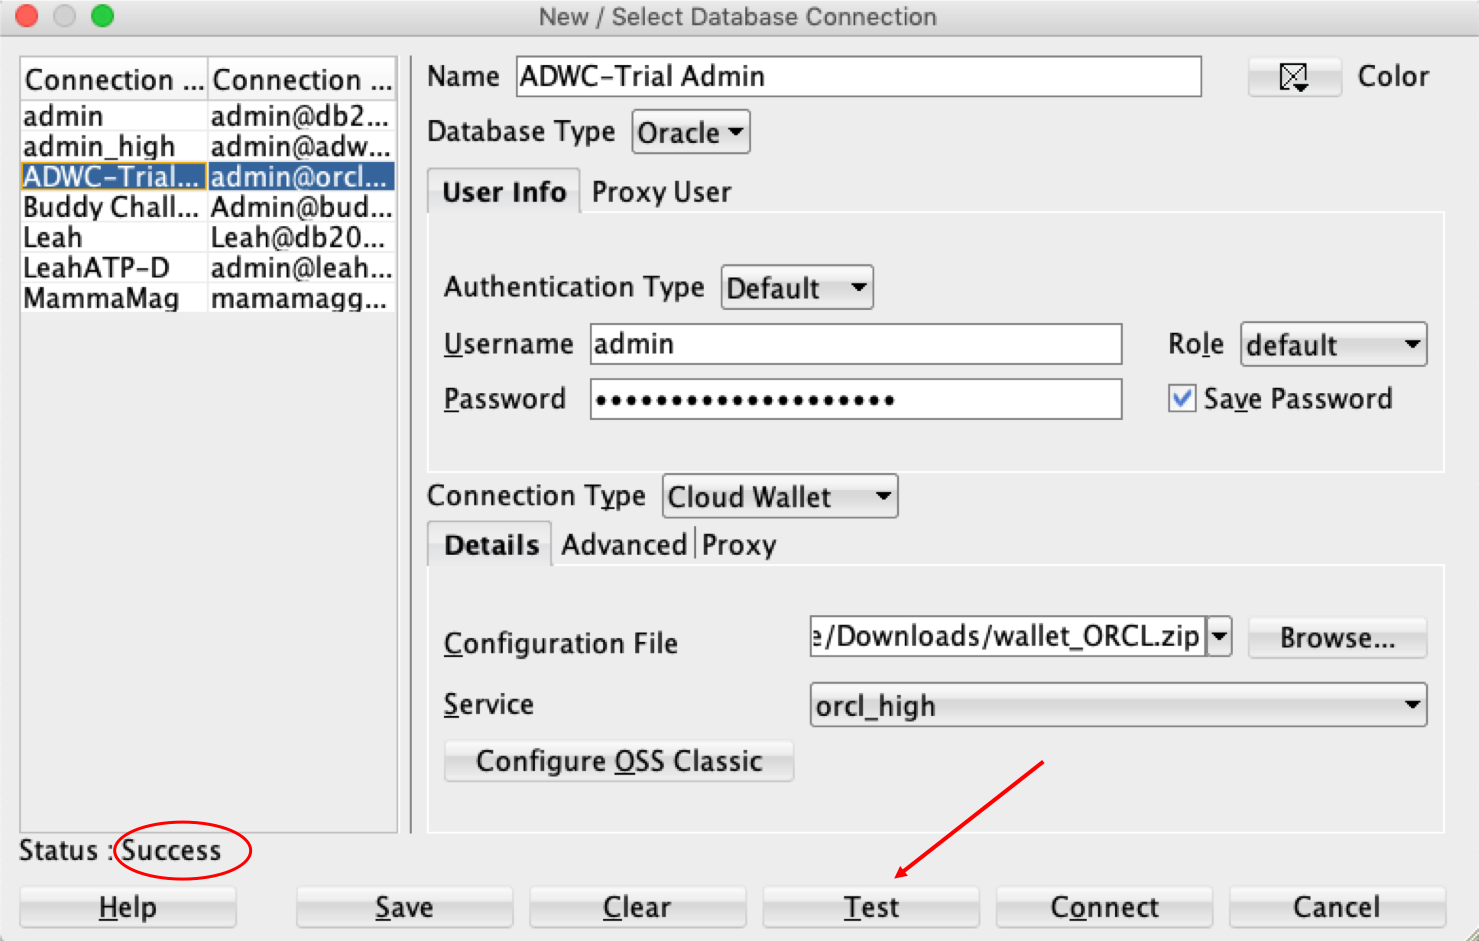 New / Select Database Connection
Connection ... Connection ...
admin admin@db2...
admin_high admin@adw...
ADWC-Trial... admin@orcl...
Buddy Chall... Admin@bud...
Leah Leah@db20...
LeahATP-D admin@leah...
MammaMag mamamagg...
Name ADWC-Trial Admin Color
Database Type Oracle
User Info Proxy User
Authentication Type Default
Username admin Role default
Password •••••••••••••••••••• Save Password
Connection Type Cloud Wallet
Details Advanced Proxy
Configuration File e/Downloads/wallet_ORCL.zip Browse...
Service orcl_high
Configure OSS Classic
Status : Success
Help Save Clear Test Connect Cancel